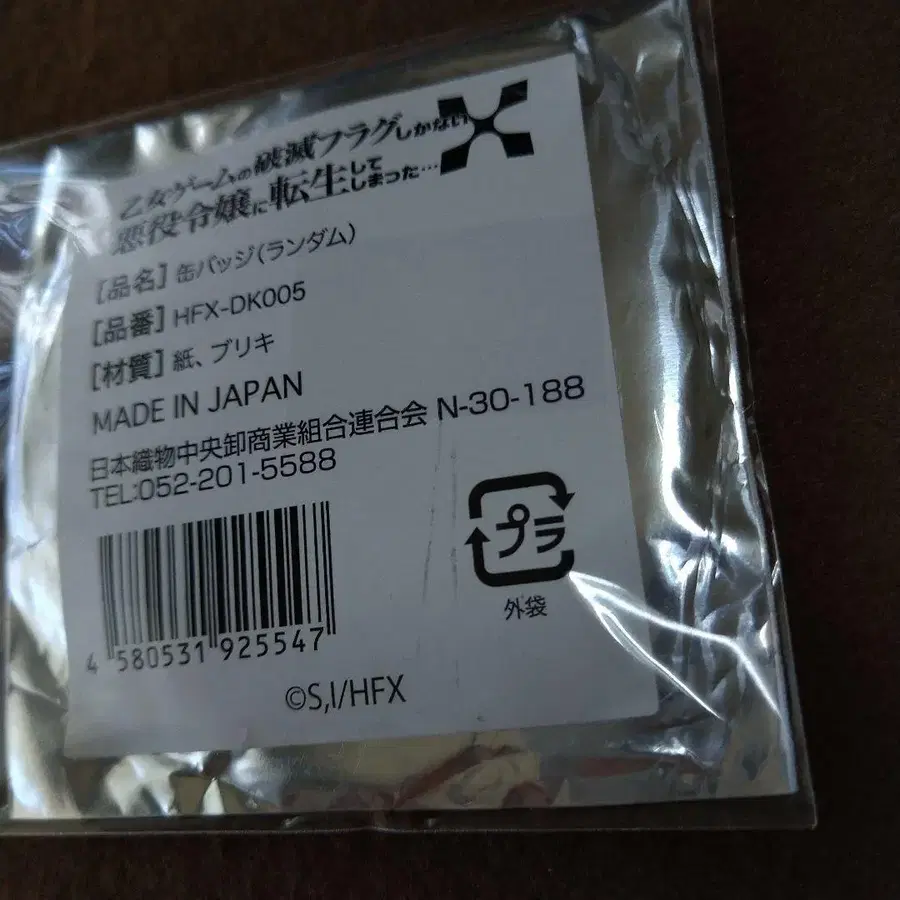 乙女ゲームの破滅フラグしかない
悪役令嬢に転生してしまった…X
[品名] 缶バッジ(ランダム)
[品番] HFX-DK005
[材質] 紙、ブリキ
MADE IN JAPAN
日本織物中央卸商業組合連合会 N-30-188
TEL:052-201-5588
プラ
外袋
4 580531 925547
©S,I/HFX